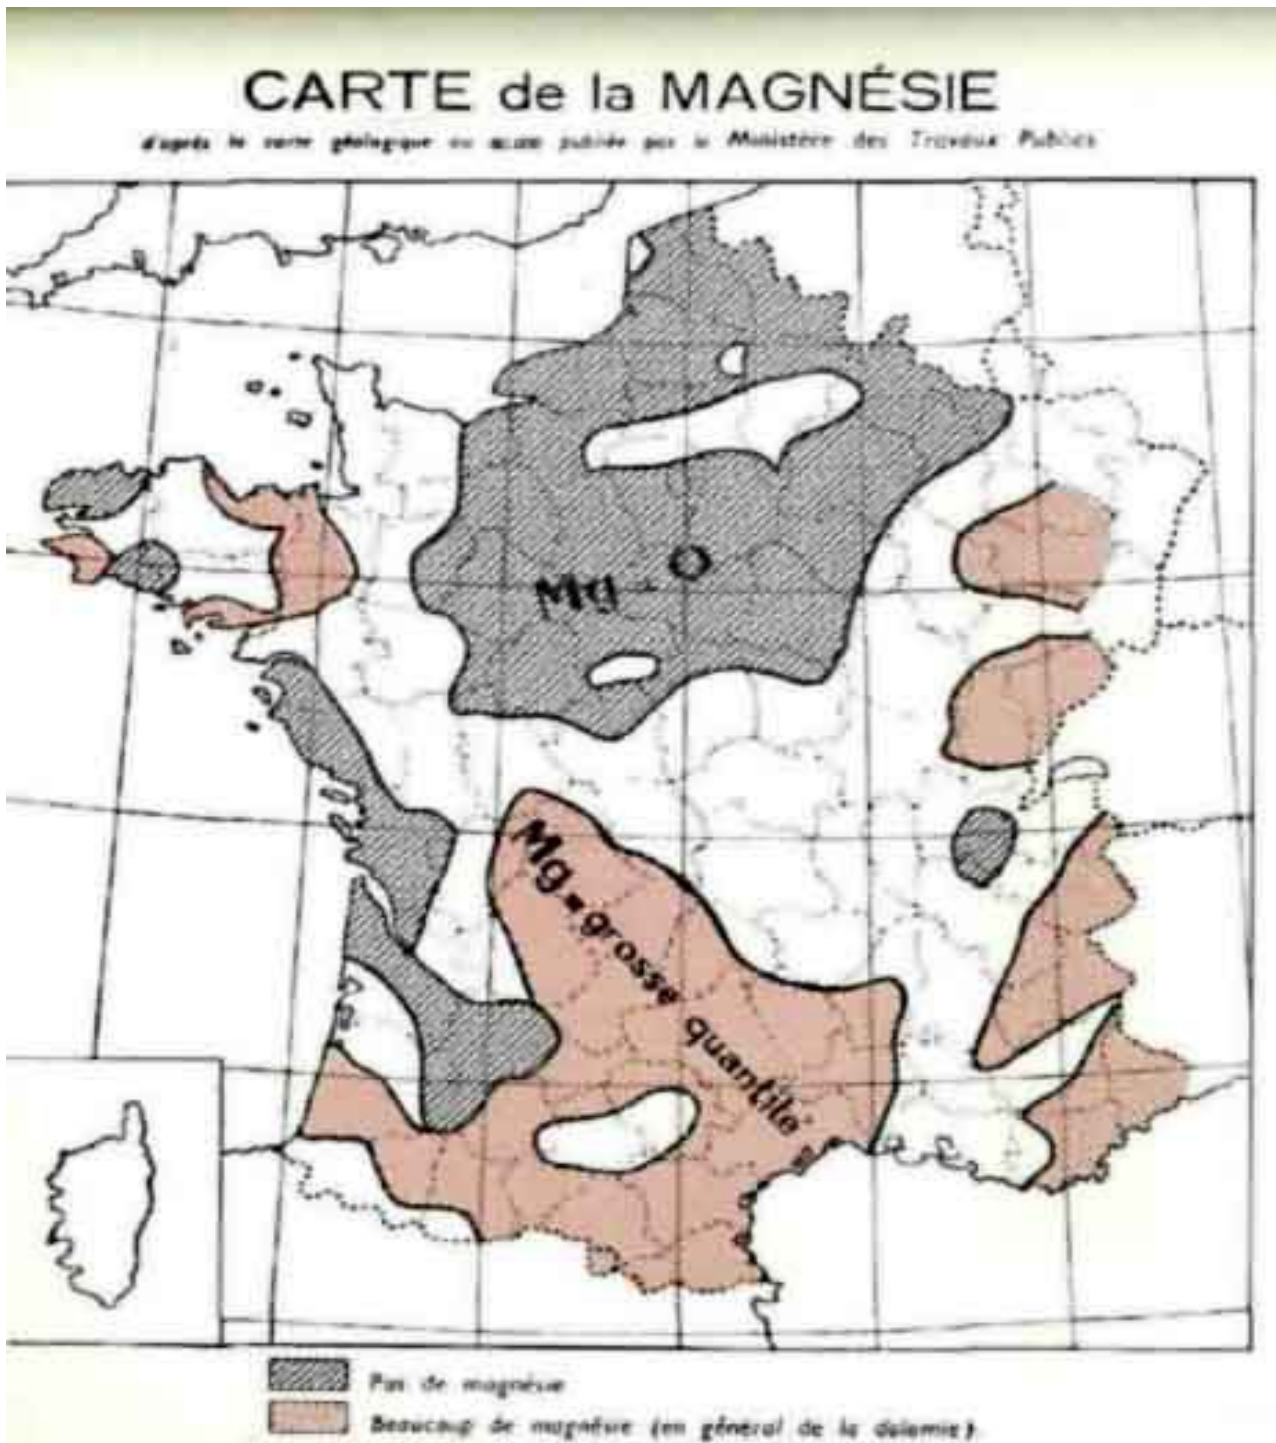 CARTE de la MAGNÉSIE
d'après la carte géologique au publiée par le Ministère des Travaux Publics
Mg = O
Mg = grosse quantité
Pas de magnésie
Beaucoup de magnésie (en général de la dolomie)